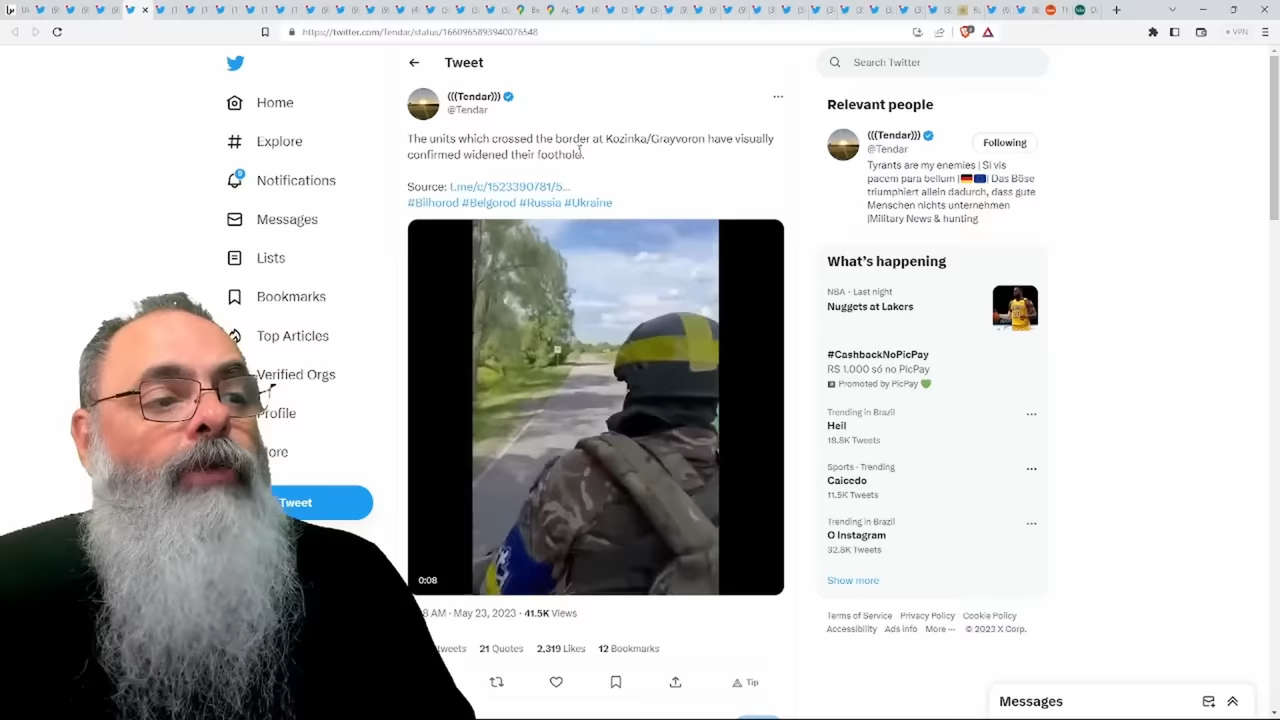 https://twitter.com/Tendar/status/1660965893940076548
VPN
Home
Explore
9
Notifications
Messages
Lists
Bookmarks
Top Articles
Verified Orgs
Profile
Tweet
Tweet
(((Tendar)))
@Tendar
The units which crossed the border at Kozinka/Grayvoron have visually
confirmed widened their foothold.
Source: t.me/c/1523390781/5...
#Bilhorod #Belgorod #Russia #Ukraine
0:08
8 AM · May 23, 2023 · 41.5K Views
21 Quotes 2,319 Likes 12 Bookmarks
Tip
Search Twitter
Relevant people
(((Tendar)))
@Tendar
Following
Tyrants are my enemies | Si vis
pacem para bellum | Das Böse
triumphiert allein dadurch, dass gute
Menschen nichts unternehmen
|Military News & hunting
What's happening
NBA · Last night
Nuggets at Lakers
#CashbackNoPicPay
R$ 1.000 só no PicPay
Promoted by PicPay
Trending in Brazil
Heil
18.8K Tweets
Sports · Trending
Caicedo
11.5K Tweets
Trending in Brazil
O Instagram
32.8K Tweets
Show more
Terms of Service Privacy Policy Cookie Policy
Accessibility Ads info More ··· © 2023 X Corp.
Messages